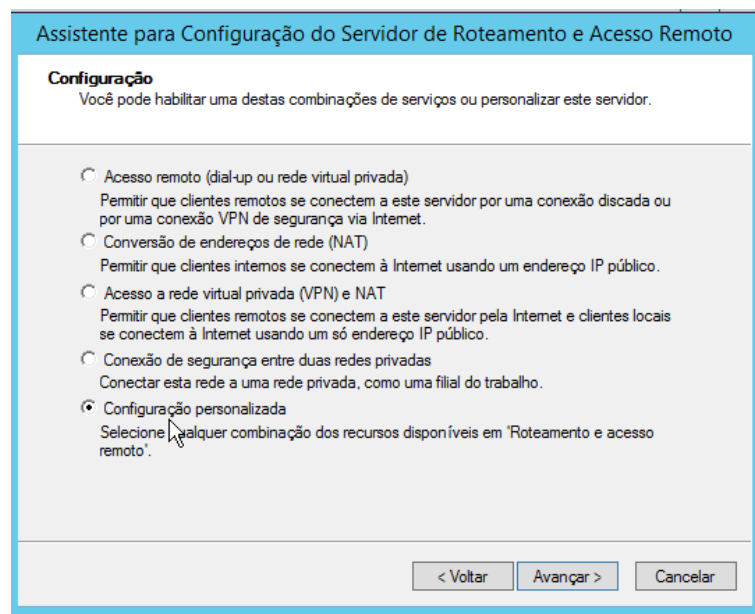 Assistente para Configuração do Servidor de Roteamento e Acesso Remoto
Configuração
Você pode habilitar uma destas combinações de serviços ou personalizar este servidor.
Acesso remoto (dial-up ou rede virtual privada)
Permitir que clientes remotos se conectem a este servidor por uma conexão discada ou
por uma conexão VPN de segurança via Internet.
Conversão de endereços de rede (NAT)
Permitir que clientes internos se conectem à Internet usando um endereço IP público.
Acesso a rede virtual privada (VPN) e NAT
Permitir que clientes remotos se conectem a este servidor pela Internet e clientes locais
se conectem à Internet usando um só endereço IP público.
Conexão de segurança entre duas redes privadas
Conectar esta rede a uma rede privada, como uma filial do trabalho.
Configuração personalizada
Selecione qualquer combinação dos recursos disponíveis em 'Roteamento e acesso
remoto'.
< Voltar
Avançar >
Cancelar